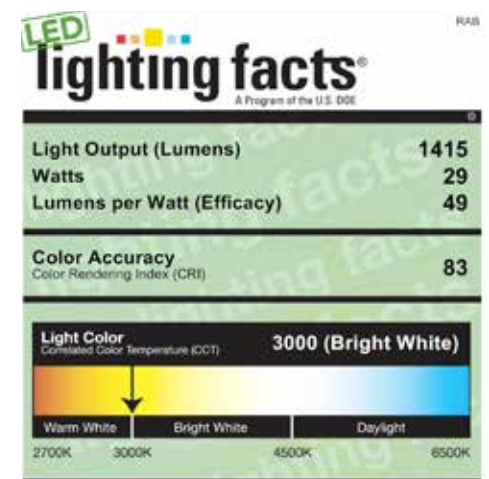 LED
RAB
lighting facts®
A Program of the U.S. DOE
Light Output (Lumens) 1415
Watts 29
Lumens per Watt (Efficacy) 49
Color Accuracy 83
Color Rendering Index (CRI)
Light Color 3000 (Bright White)
Correlated Color Temperature (CCT)
Warm White Bright White Daylight
2700K 3000K 4500K 6500K